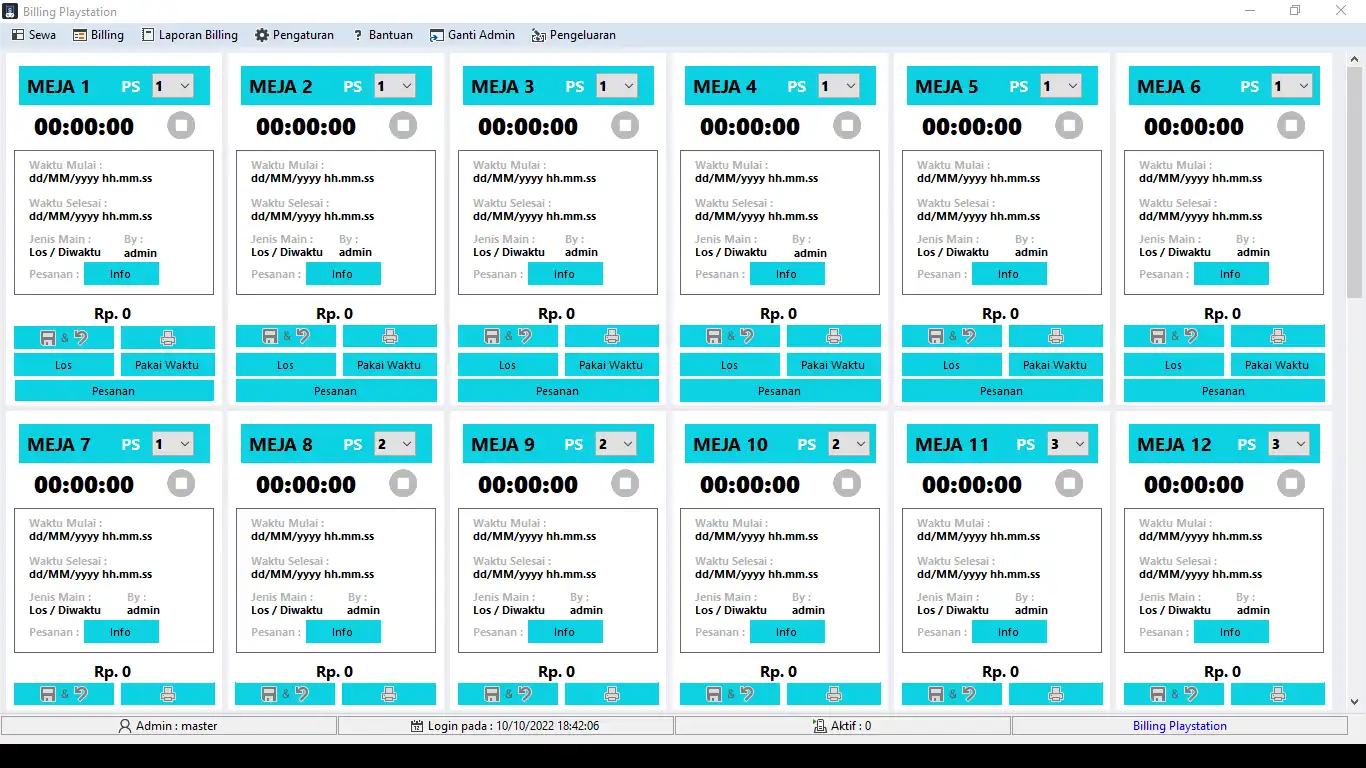 Billing Playstation
Sewa Billing Laporan Billing Pengaturan ? Bantuan Ganti Admin Pengeluaran
MEJA 1 PS 1 MEJA 2 PS 1 MEJA 3 PS 1 MEJA 4 PS 1 MEJA 5 PS 1 MEJA 6 PS 1
00:00:00 00:00:00 00:00:00 00:00:00 00:00:00 00:00:00
Waktu Mulai : Waktu Mulai : Waktu Mulai : Waktu Mulai : Waktu Mulai : Waktu Mulai :
dd/MM/yyyy hh.mm.ss dd/MM/yyyy hh.mm.ss dd/MM/yyyy hh.mm.ss dd/MM/yyyy hh.mm.ss dd/MM/yyyy hh.mm.ss dd/MM/yyyy hh.mm.ss
Waktu Selesai : Waktu Selesai : Waktu Selesai : Waktu Selesai : Waktu Selesai : Waktu Selesai :
dd/MM/yyyy hh.mm.ss dd/MM/yyyy hh.mm.ss dd/MM/yyyy hh.mm.ss dd/MM/yyyy hh.mm.ss dd/MM/yyyy hh.mm.ss dd/MM/yyyy hh.mm.ss
Jenis Main : By : Jenis Main : By : Jenis Main : By : Jenis Main : By : Jenis Main : By : Jenis Main : By :
Los / Diwaktu admin Los / Diwaktu admin Los / Diwaktu admin Los / Diwaktu admin Los / Diwaktu admin Los / Diwaktu admin
Pesanan : Info Pesanan : Info Pesanan : Info Pesanan : Info Pesanan : Info Pesanan : Info
Rp. 0 Rp. 0 Rp. 0 Rp. 0 Rp. 0 Rp. 0
& & & & & &
Los Pakai Waktu Los Pakai Waktu Los Pakai Waktu Los Pakai Waktu Los Pakai Waktu Los Pakai Waktu
Pesanan Pesanan Pesanan Pesanan Pesanan Pesanan
MEJA 7 PS 1 MEJA 8 PS 2 MEJA 9 PS 2 MEJA 10 PS 2 MEJA 11 PS 3 MEJA 12 PS 3
00:00:00 00:00:00 00:00:00 00:00:00 00:00:00 00:00:00
Waktu Mulai : Waktu Mulai : Waktu Mulai : Waktu Mulai : Waktu Mulai : Waktu Mulai :
dd/MM/yyyy hh.mm.ss dd/MM/yyyy hh.mm.ss dd/MM/yyyy hh.mm.ss dd/MM/yyyy hh.mm.ss dd/MM/yyyy hh.mm.ss dd/MM/yyyy hh.mm.ss
Waktu Selesai : Waktu Selesai : Waktu Selesai : Waktu Selesai : Waktu Selesai : Waktu Selesai :
dd/MM/yyyy hh.mm.ss dd/MM/yyyy hh.mm.ss dd/MM/yyyy hh.mm.ss dd/MM/yyyy hh.mm.ss dd/MM/yyyy hh.mm.ss dd/MM/yyyy hh.mm.ss
Jenis Main : By : Jenis Main : By : Jenis Main : By : Jenis Main : By : Jenis Main : By : Jenis Main : By :
Los / Diwaktu admin Los / Diwaktu admin Los / Diwaktu admin Los / Diwaktu admin Los / Diwaktu admin Los / Diwaktu admin
Pesanan : Info Pesanan : Info Pesanan : Info Pesanan : Info Pesanan : Info Pesanan : Info
Rp. 0 Rp. 0 Rp. 0 Rp. 0 Rp. 0 Rp. 0
& & & & & &
Admin : master Login pada : 10/10/2022 18:42:06 Aktif : 0 Billing Playstation